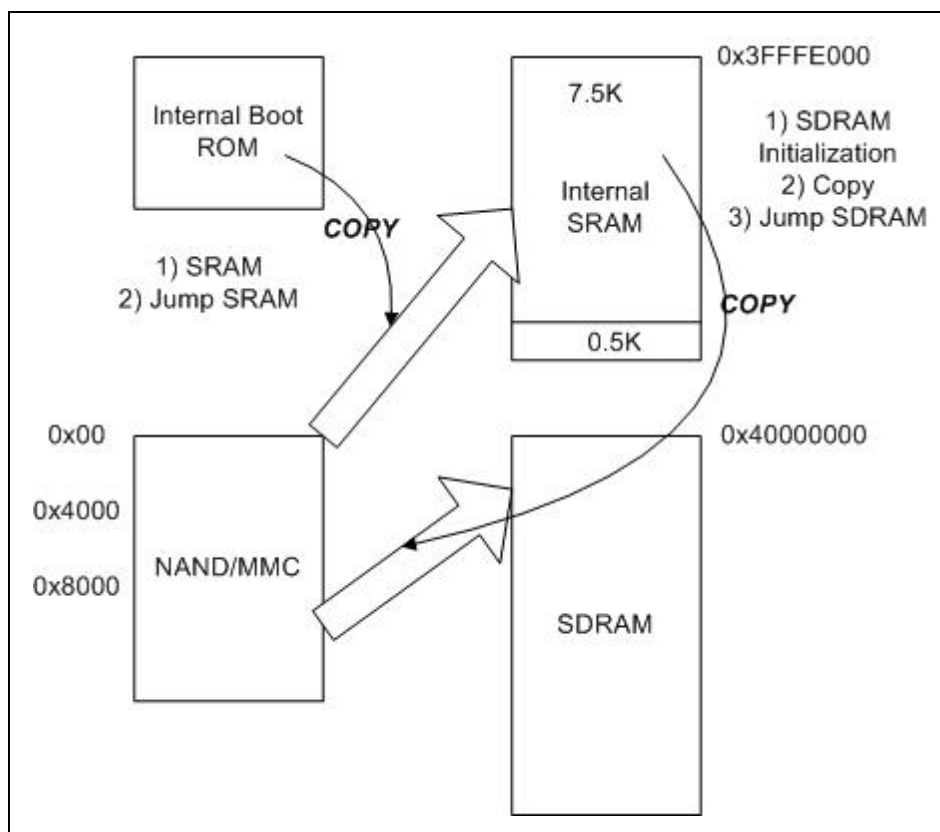 Internal Boot
ROM
COPY
1) SRAM
2) Jump SRAM
0x3FFFE000
7.5K
Internal
SRAM
0.5K
1) SDRAM
Initialization
2) Copy
3) Jump SDRAM
COPY
0x00
0x4000
0x8000
NAND/MMC
0x40000000
SDRAM